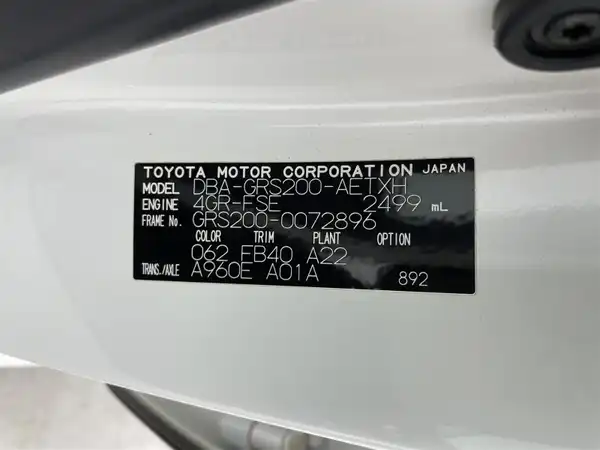 TOYOTA MOTOR CORPORATION JAPAN
MODEL DBA-GRS200-AETXH
ENGINE 4GR-FSE 2499 mL
FRAME No. GRS200-0072896
COLOR TRIM PLANT OPTION
062 FB40 A22
TRANS./AXLE A960E A01A 892